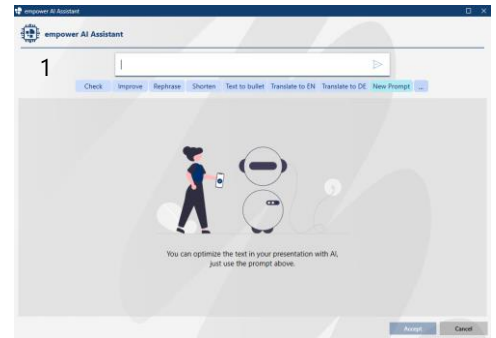 empower AI Assistant
empower AI Assistant
1
Check Improve Rephrase Shorten Text to bullet Translate to EN Translate to DE New Prompt ...
You can optimize the text in your presentation with AI,
just use the prompt above.
Accept Cancel